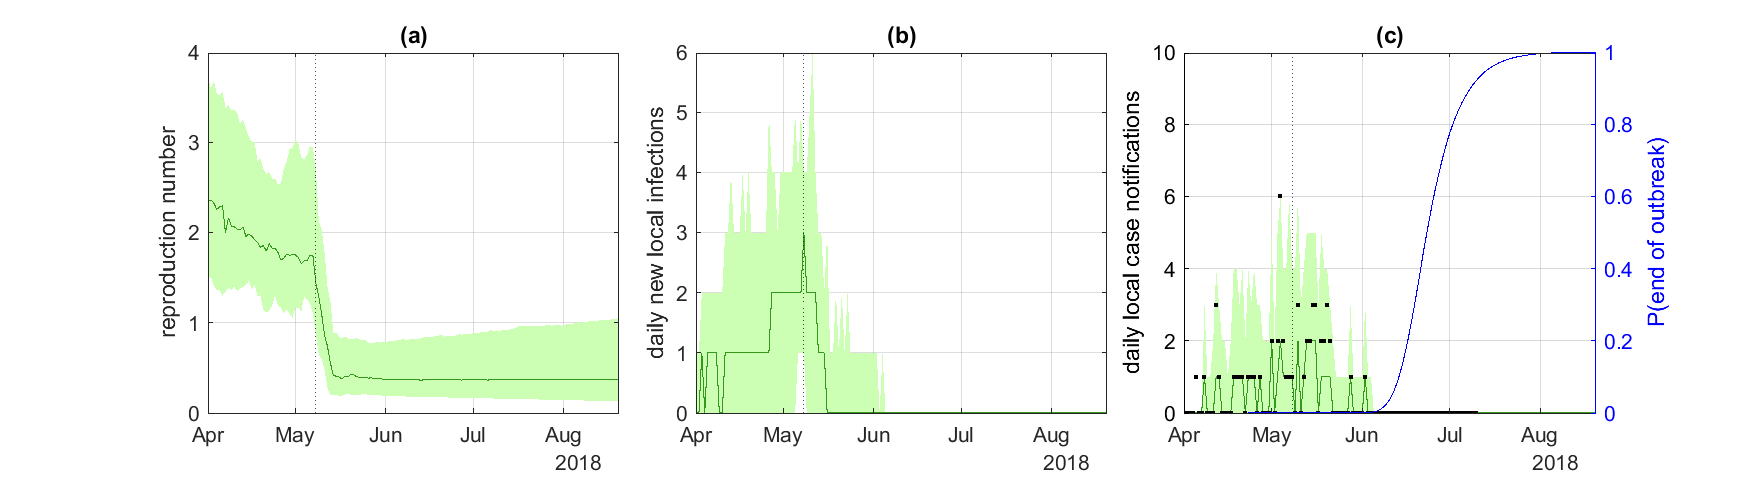 (a)
reproduction number
4
3
2
1
0
Apr May Jun Jul Aug
2018
(b)
daily new local infections
6
5
4
3
2
1
0
Apr May Jun Jul Aug
2018
(c)
daily local case notifications
10
8
6
4
2
0
Apr May Jun Jul Aug
2018
1
0.8
0.6
0.4
0.2
0
P(end of outbreak)